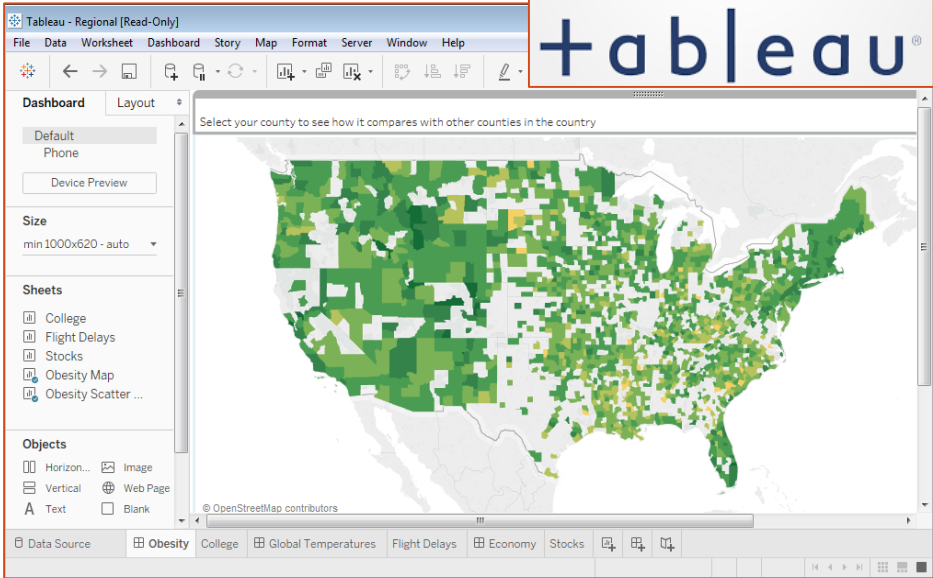 Tableau - Regional [Read-Only]
+ab|eau®
File Data Worksheet Dashboard Story Map Format Server Window Help
Dashboard Layout
Default
Phone
Device Preview
Size
min 1000x620 - auto
Sheets
College
Flight Delays
Stocks
Obesity Map
Obesity Scatter ...
Objects
Horizon... Image
Vertical Web Page
A Text Blank
Select your county to see how it compares with other counties in the country
© OpenStreetMap contributors
Data Source Obesity College Global Temperatures Flight Delays Economy Stocks